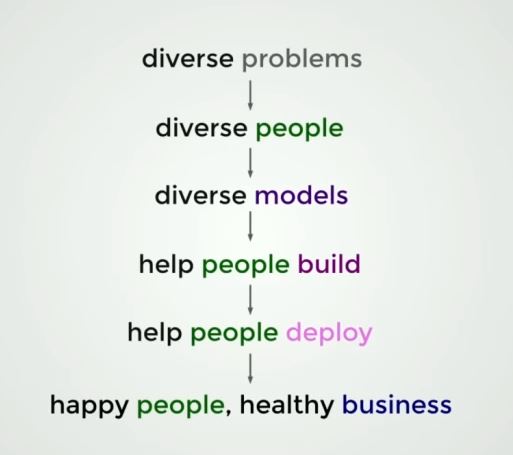 diverse problems
diverse people
diverse models
help people build
help people deploy
happy people, healthy business